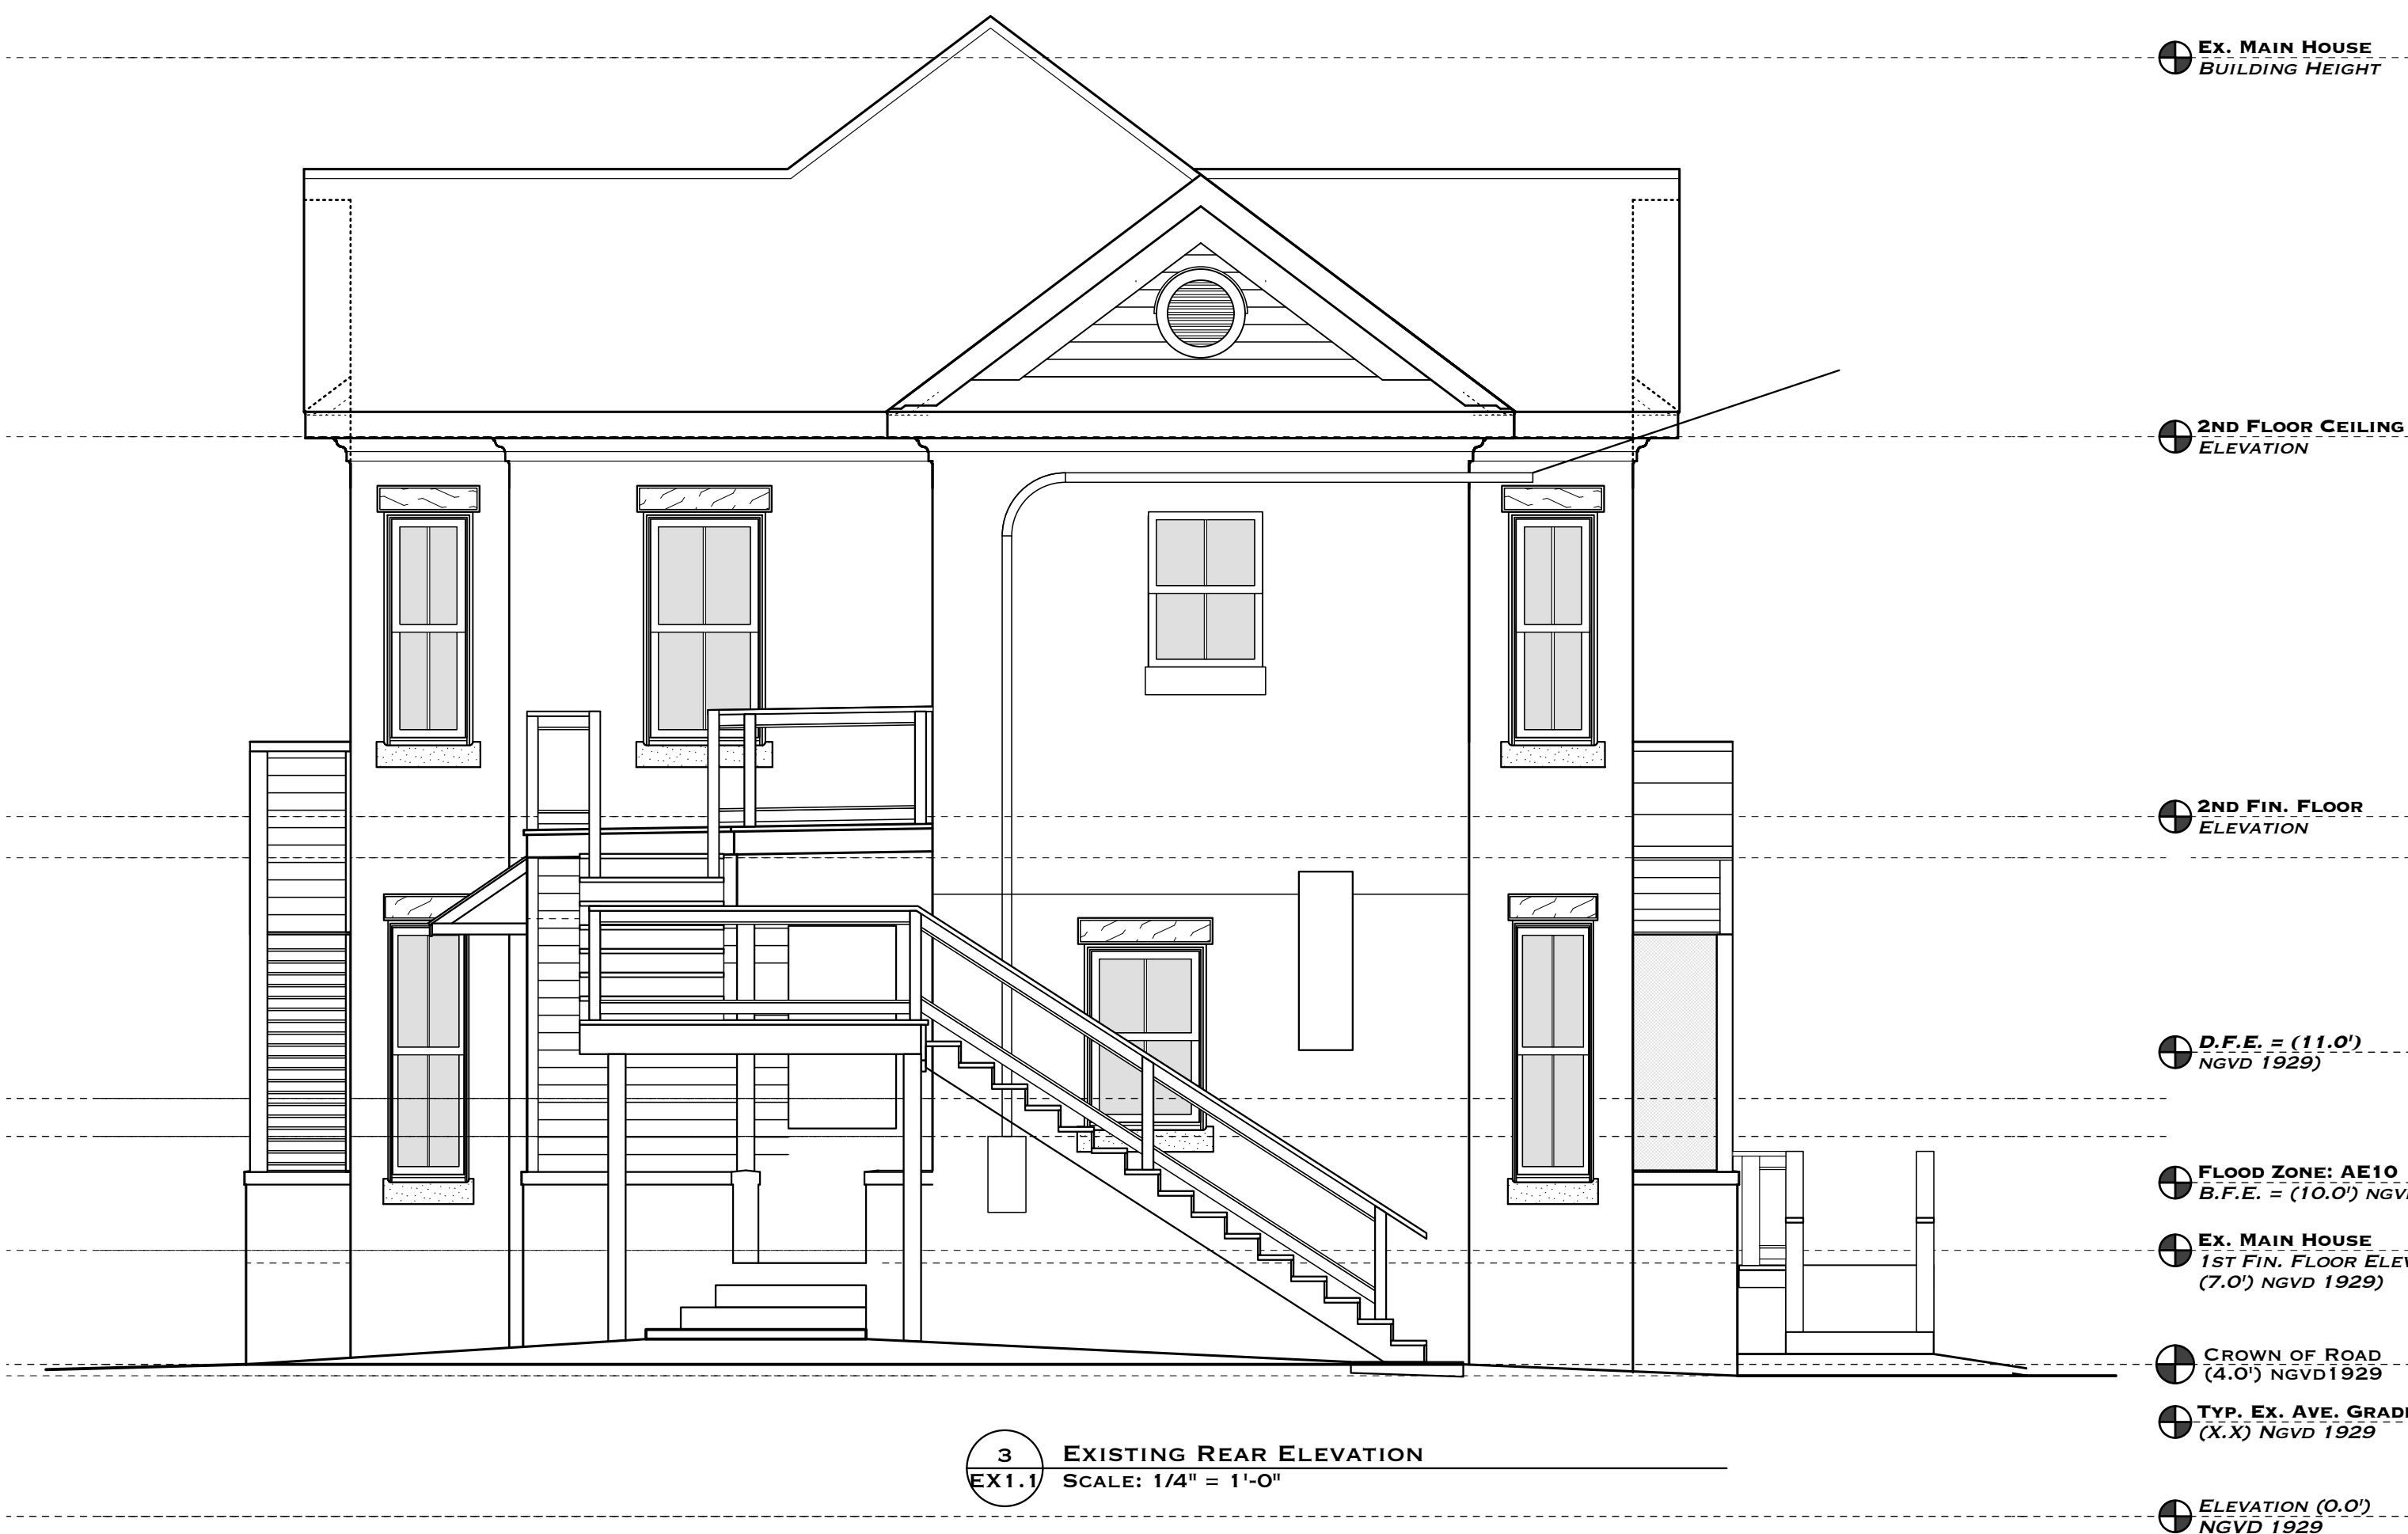 Ex. Main House
Building Height
2nd Floor Ceiling
Elevation
2nd Fin. Floor
Elevation
D.F.E. = (11.0')
NGVD 1929)
Flood Zone: AE10
B.F.E. = (10.0')
Ex. Main House
1st Fin. Floor
(7.0') NGVD 1929)
Crown of Road
(4.0') NGVD1929
Typ. Ex. Ave.
(X.X) NGVD 1929
3
EX1.1
Existing Rear Elevation
Scale: 1/4" = 1'-0"
Elevation (0.0')
NGVD 1929